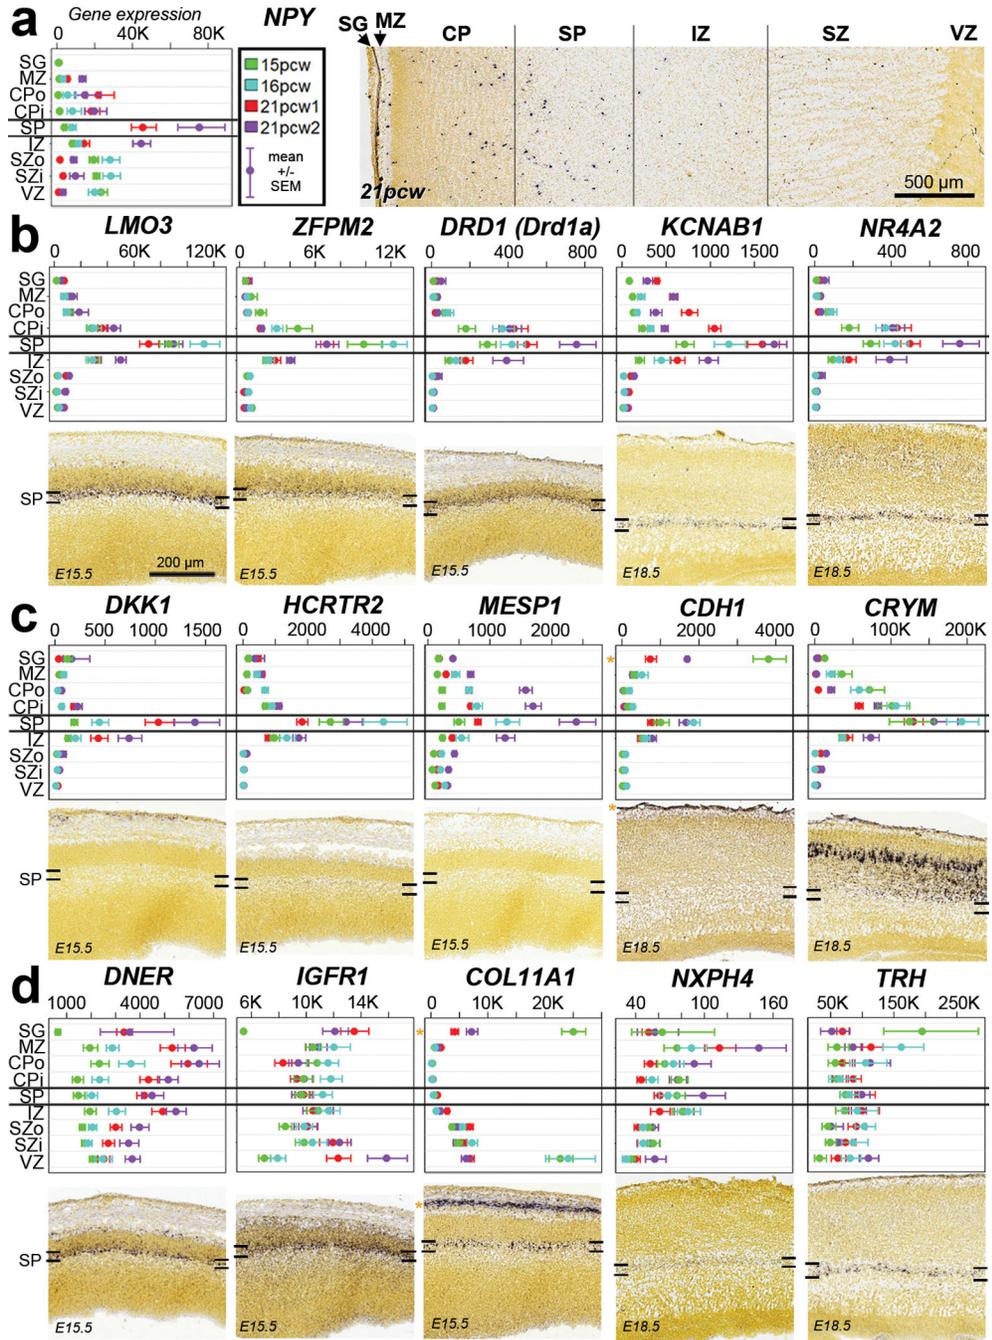 a
Gene expression
0 40K 80K
NPY
SG
MZ
CPo
CPi
SP
IZ
SZo
SZi
VZ
15pcw
16pcw
21pcw1
21pcw2
mean
+/-
SEM
SG MZ CP SP IZ SZ VZ
21pcw
500 µm
b
LMO3 ZFPM2 DRD1 (Drd1a) KCNAB1 NR4A2
0 60K 120K 0 6K 12K 0 400 800 0 500 1000 1500 0 400 800
SG
MZ
CPo
CPi
SP
IZ
SZo
SZi
VZ
SP
200 µm
E15.5 E15.5 E15.5 E18.5 E18.5
c
DKK1 HCRTR2 MESP1 CDH1 CRYM
0 500 1000 1500 0 2000 4000 0 1000 2000 0 2000 4000 0 100K 200K
SG *
MZ
CPo
CPi
SP
IZ
SZo
SZi
VZ
*
SP
E15.5 E15.5 E15.5 E18.5 E18.5
d
DNER IGFR1 COL11A1 NXPH4 TRH
1000 4000 7000 6K 10K 14K 0 10K 20K 40 100 160 50K 150K 250K
SG *
MZ
CPo
CPi
SP
IZ
SZo
SZi
VZ
*
SP
E15.5 E15.5 E15.5 E18.5 E18.5